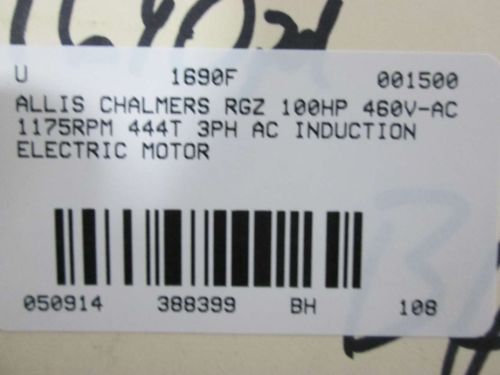 U 1690F 001500
ALLIS CHALMERS RGZ 100HP 460V-AC
1175RPM 444T 3PH AC INDUCTION
ELECTRIC MOTOR
050914 388399 BH 108